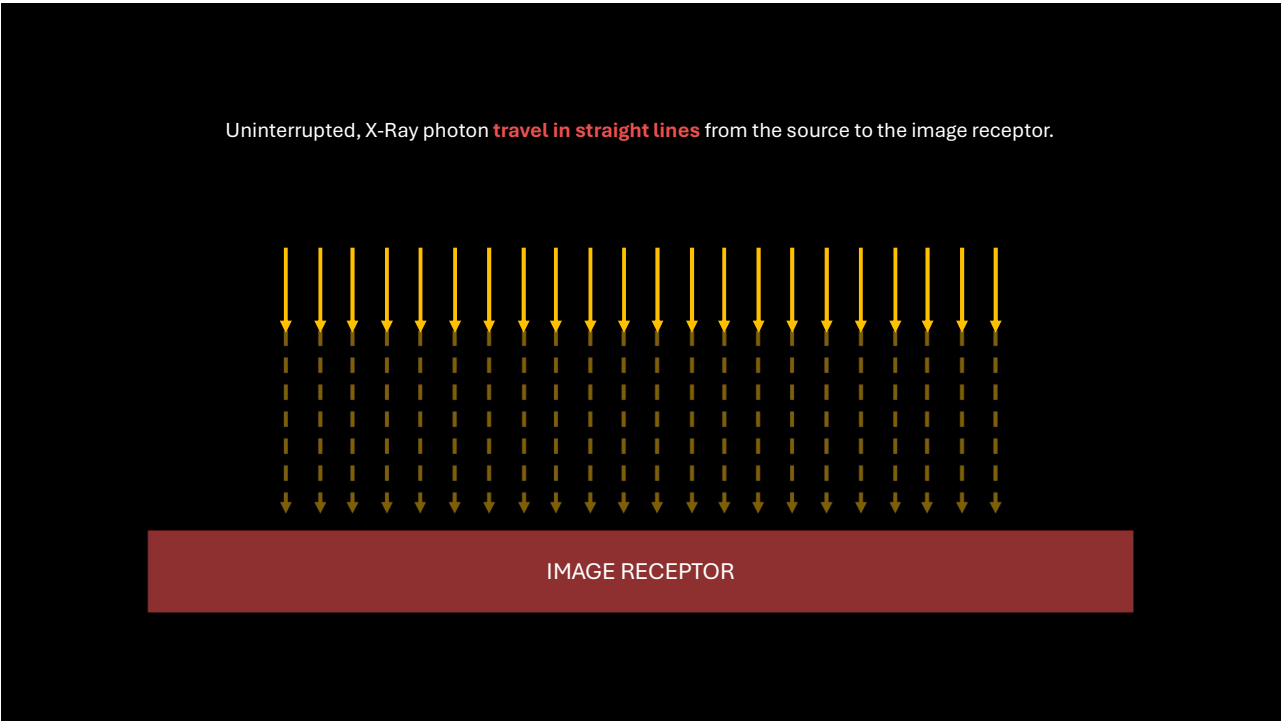 Uninterrupted, X-Ray photon travel in straight lines from the source to the image receptor.
IMAGE RECEPTOR